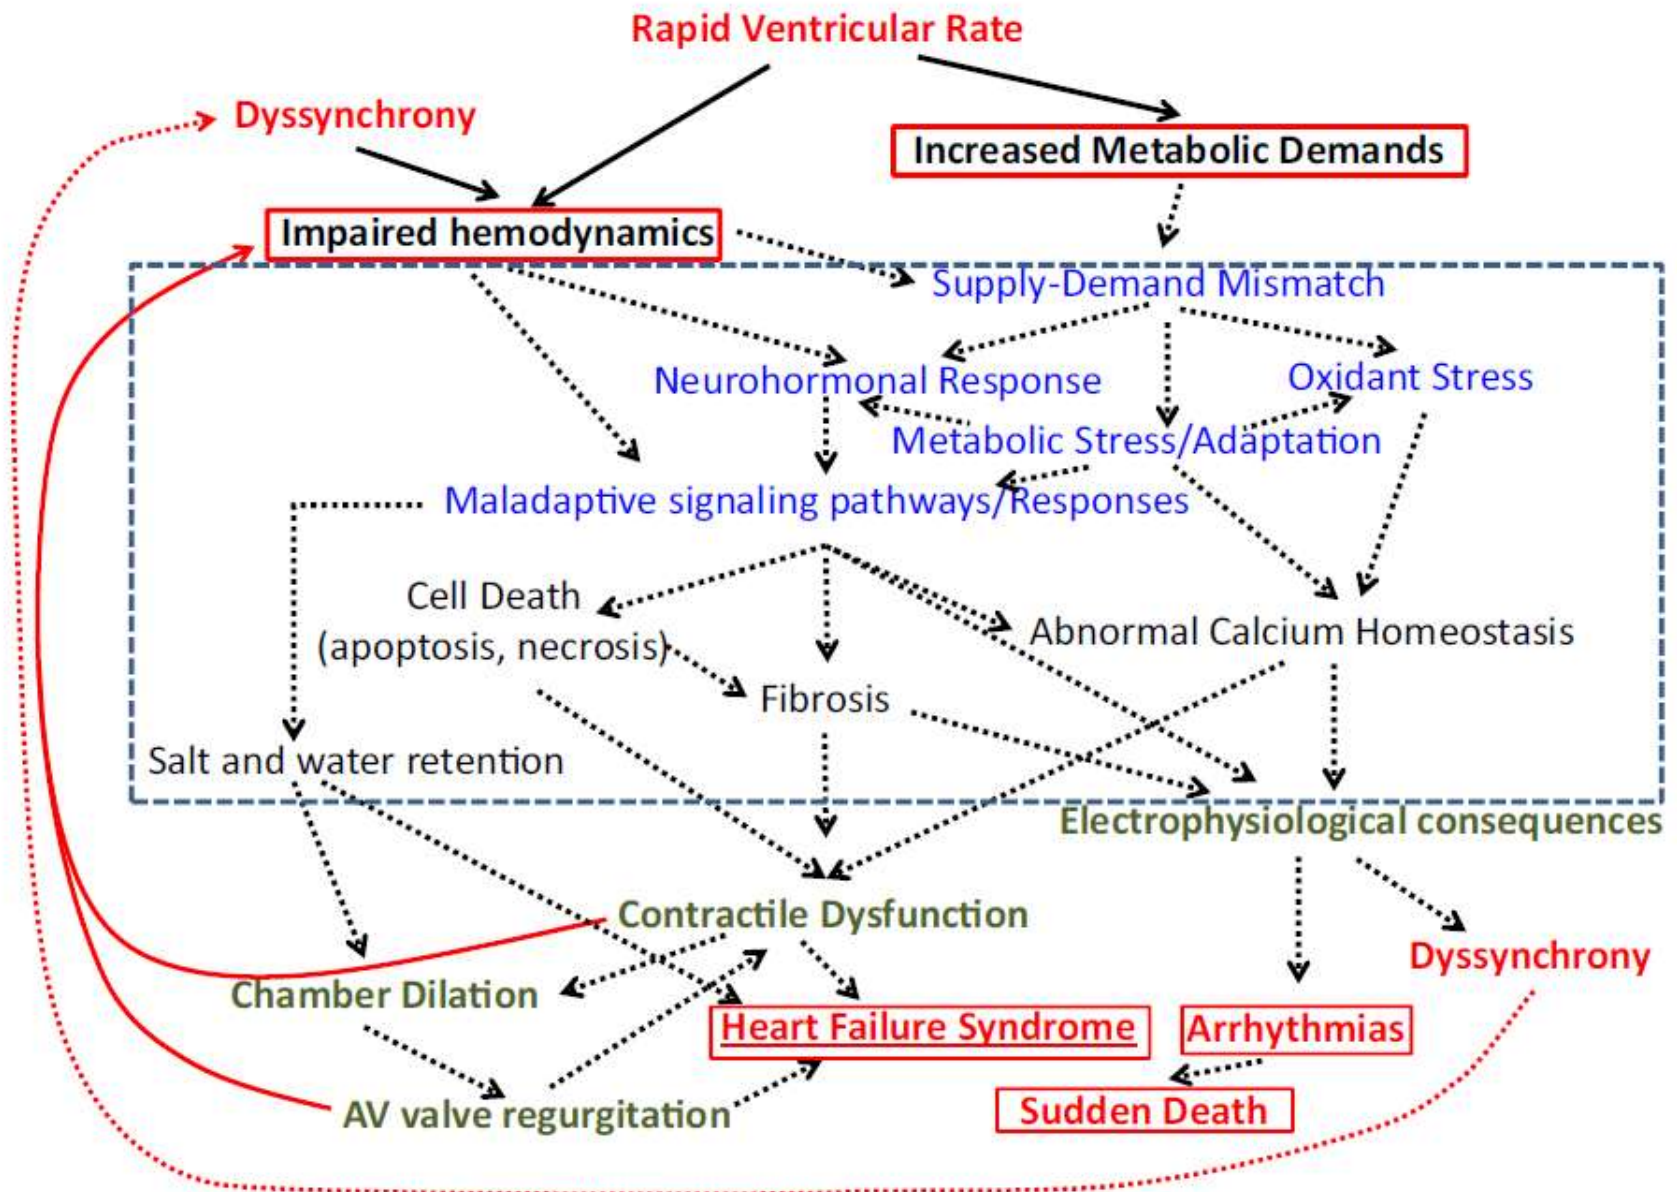 Rapid Ventricular Rate
Dyssynchrony
Increased Metabolic Demands
Impaired hemodynamics
Supply-Demand Mismatch
Neurohormonal Response
Oxidant Stress
Metabolic Stress/Adaptation
Maladaptive signaling pathways/Responses
Cell Death
(apoptosis, necrosis)
Abnormal Calcium Homeostasis
Fibrosis
Salt and water retention
Electrophysiological consequences
Contractile Dysfunction
Dyssynchrony
Chamber Dilation
Heart Failure Syndrome
Arrhythmias
AV valve regurgitation
Sudden Death